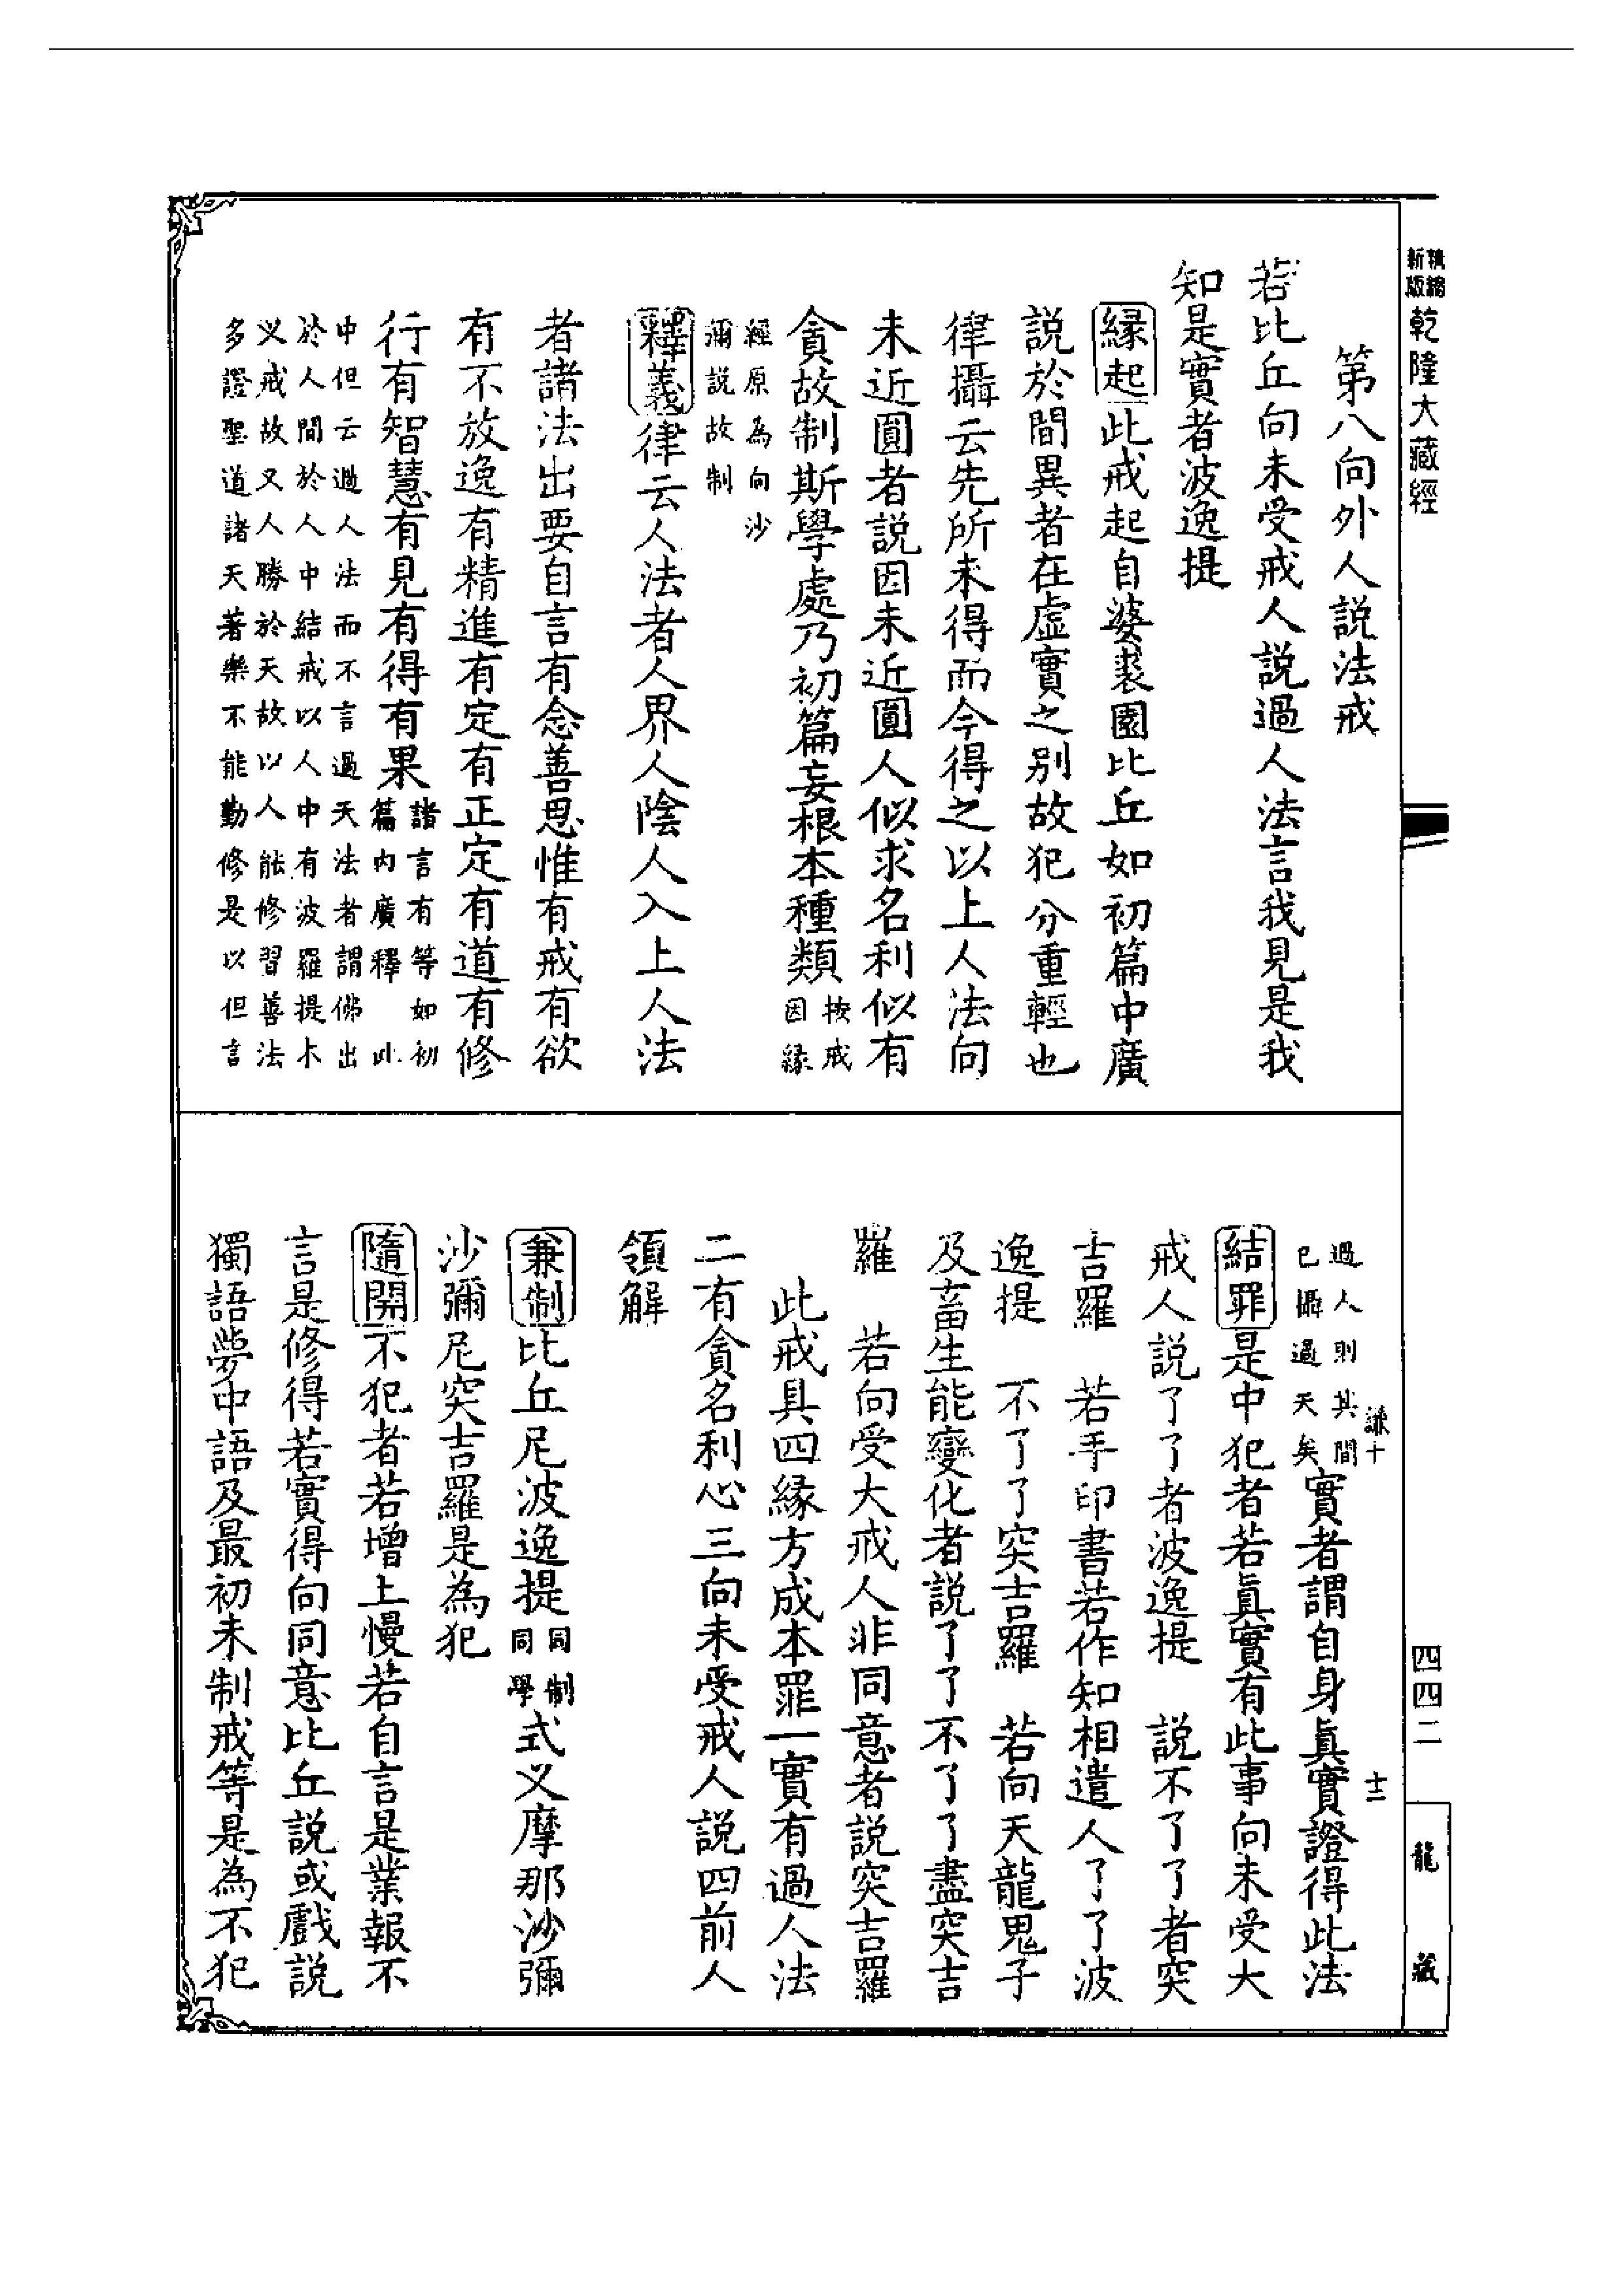 精縮新版乾隆大藏經
第八向外人説法戒
若比丘向未受戒人説過人法言我見是我
知是實者波逸提
緣起此戒起自婆裘園比丘如初篇中廣
説於間異者在虚實之别故犯分重輕也
律攝云先所未得而今得之以上人法向
未近圓者説因未近圓人似求名利似有
貪故制斯學處乃初篇妄根本種類按戒因緣
經原為向沙彌説故制
釋義律云人法者人界人陰人入上人法
者諸法出要自言有念善思惟有戒有欲
有不放逸有精進有定有正定有道有修
行有智慧有見有得有果諸言有等如初篇内廣釋 此
中但云過人法而不言過天法者謂佛出
於人間於人中結戒以人中有波羅提木
义戒故又人勝於天故以人能修習善法
多證聖道諸天著樂不能勤修是以但言
過人則其間已攝過天矣實者謂自身真實證得此法
結罪是中犯者若真實有此事向未受大
戒人説了了者波逸提 説不了了者突
吉羅 若手印書若作知相遣人了了波
逸提 不了了突吉羅 若向天龍鬼子
及畜生能變化者説了了不了了盡突吉
羅 若向受大戒人非同意者説突吉羅
此戒具四緣方成本罪一實有過人法
二有貪名利心三向未受戒人説四前人
領解
兼制比丘尼波逸提同制同學式义摩那沙彌
沙彌尼突吉羅是為犯
隨開不犯者若增上慢若自言是業報不
言是修得若實得向同意比丘説或戲説
獨語夢中語及最初未制戒等是為不犯
謙十
士二
四四二
龍藏